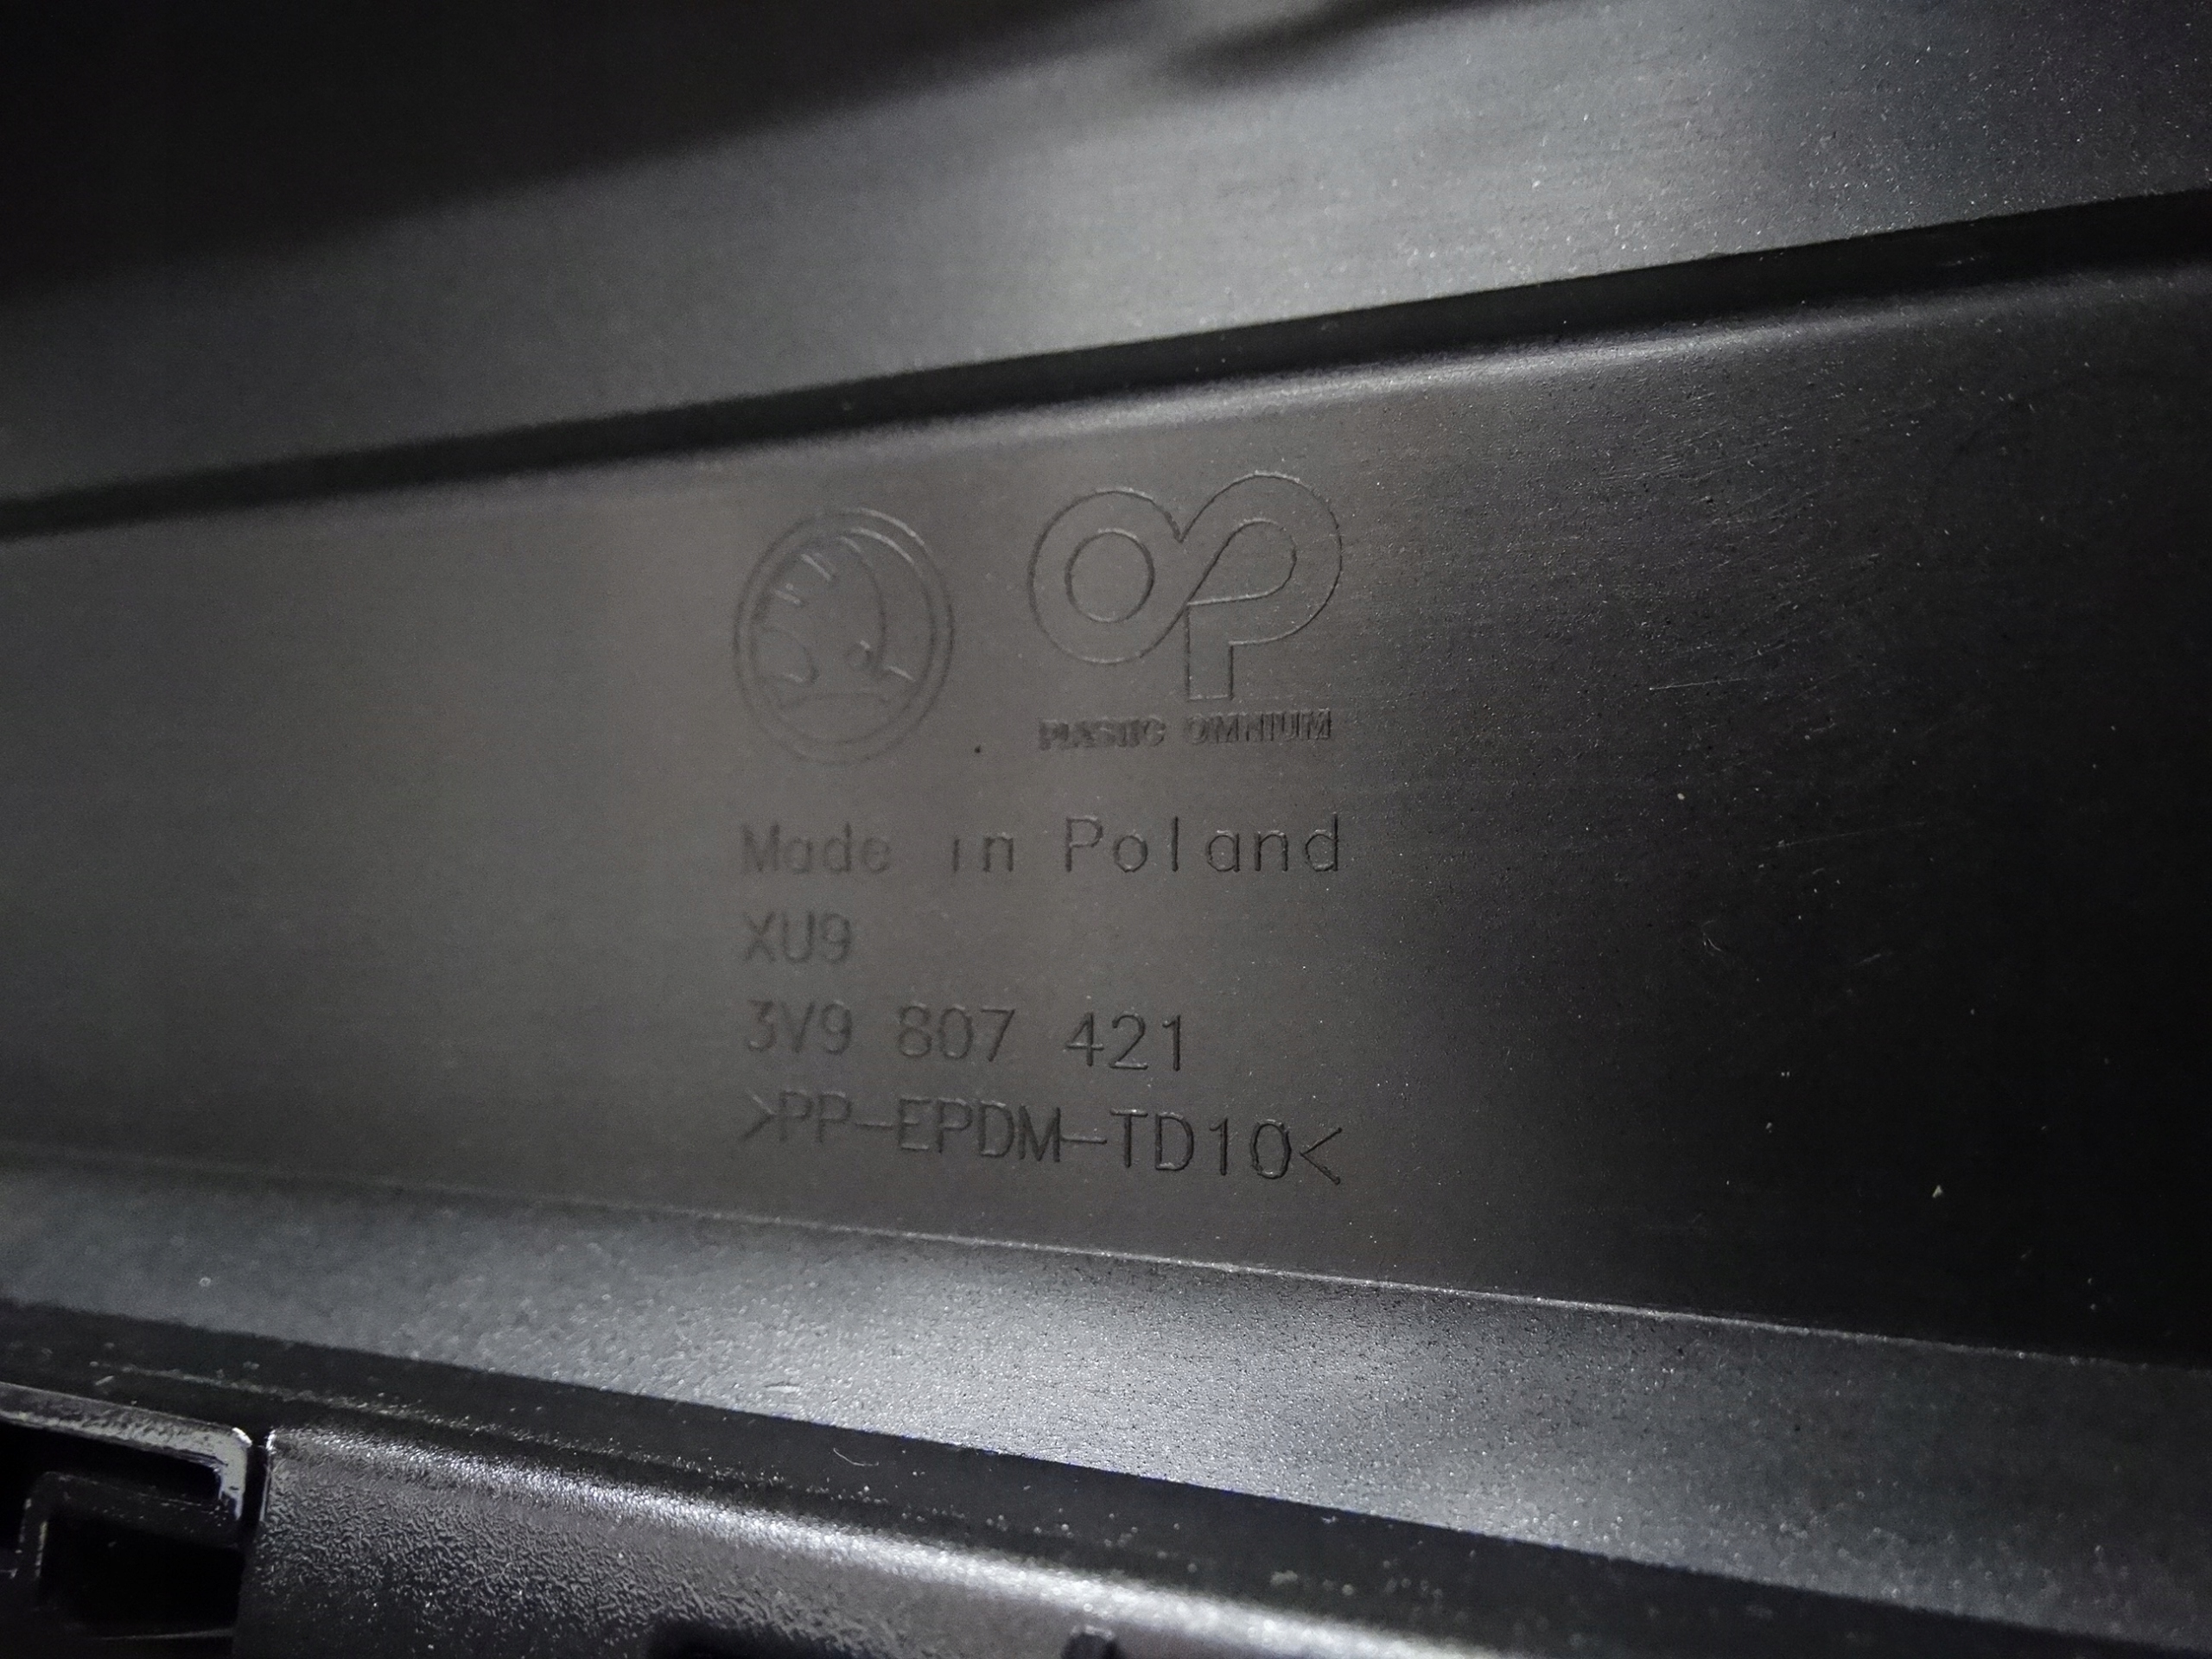 PLASTIC OMNIUM
Made in Poland
XU9
3V9 807 421
>PP-EPDM-TD10<